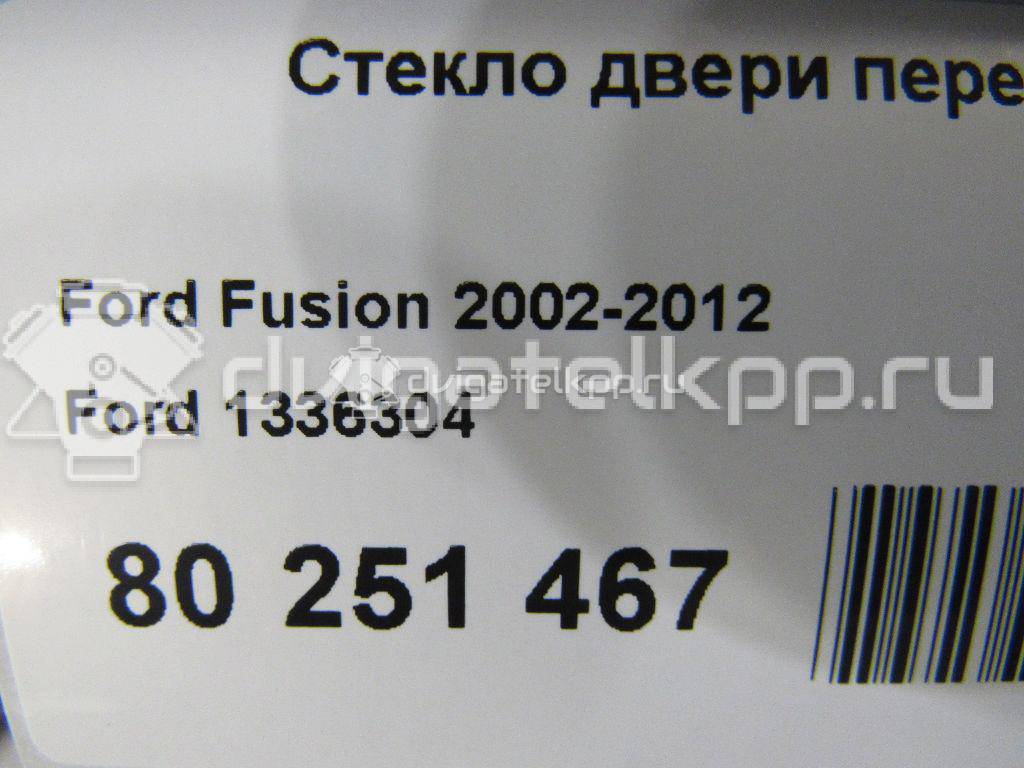 Стекло двери пере
Ford Fusion 2002-2012
dvigatelkpp.ru
dvigatelkpp.ru
Ford 1336304
80 251 467